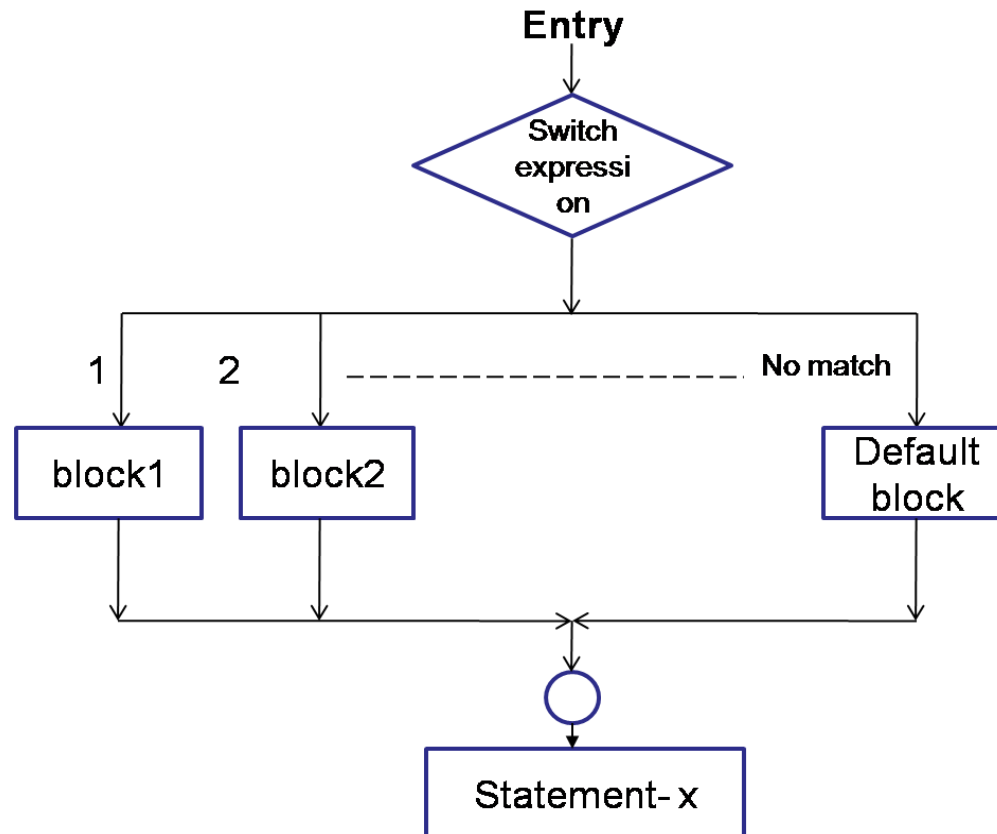 Entry
Switch
expressi
on
1
2
No match
block1
block2
Default
block
Statement- x